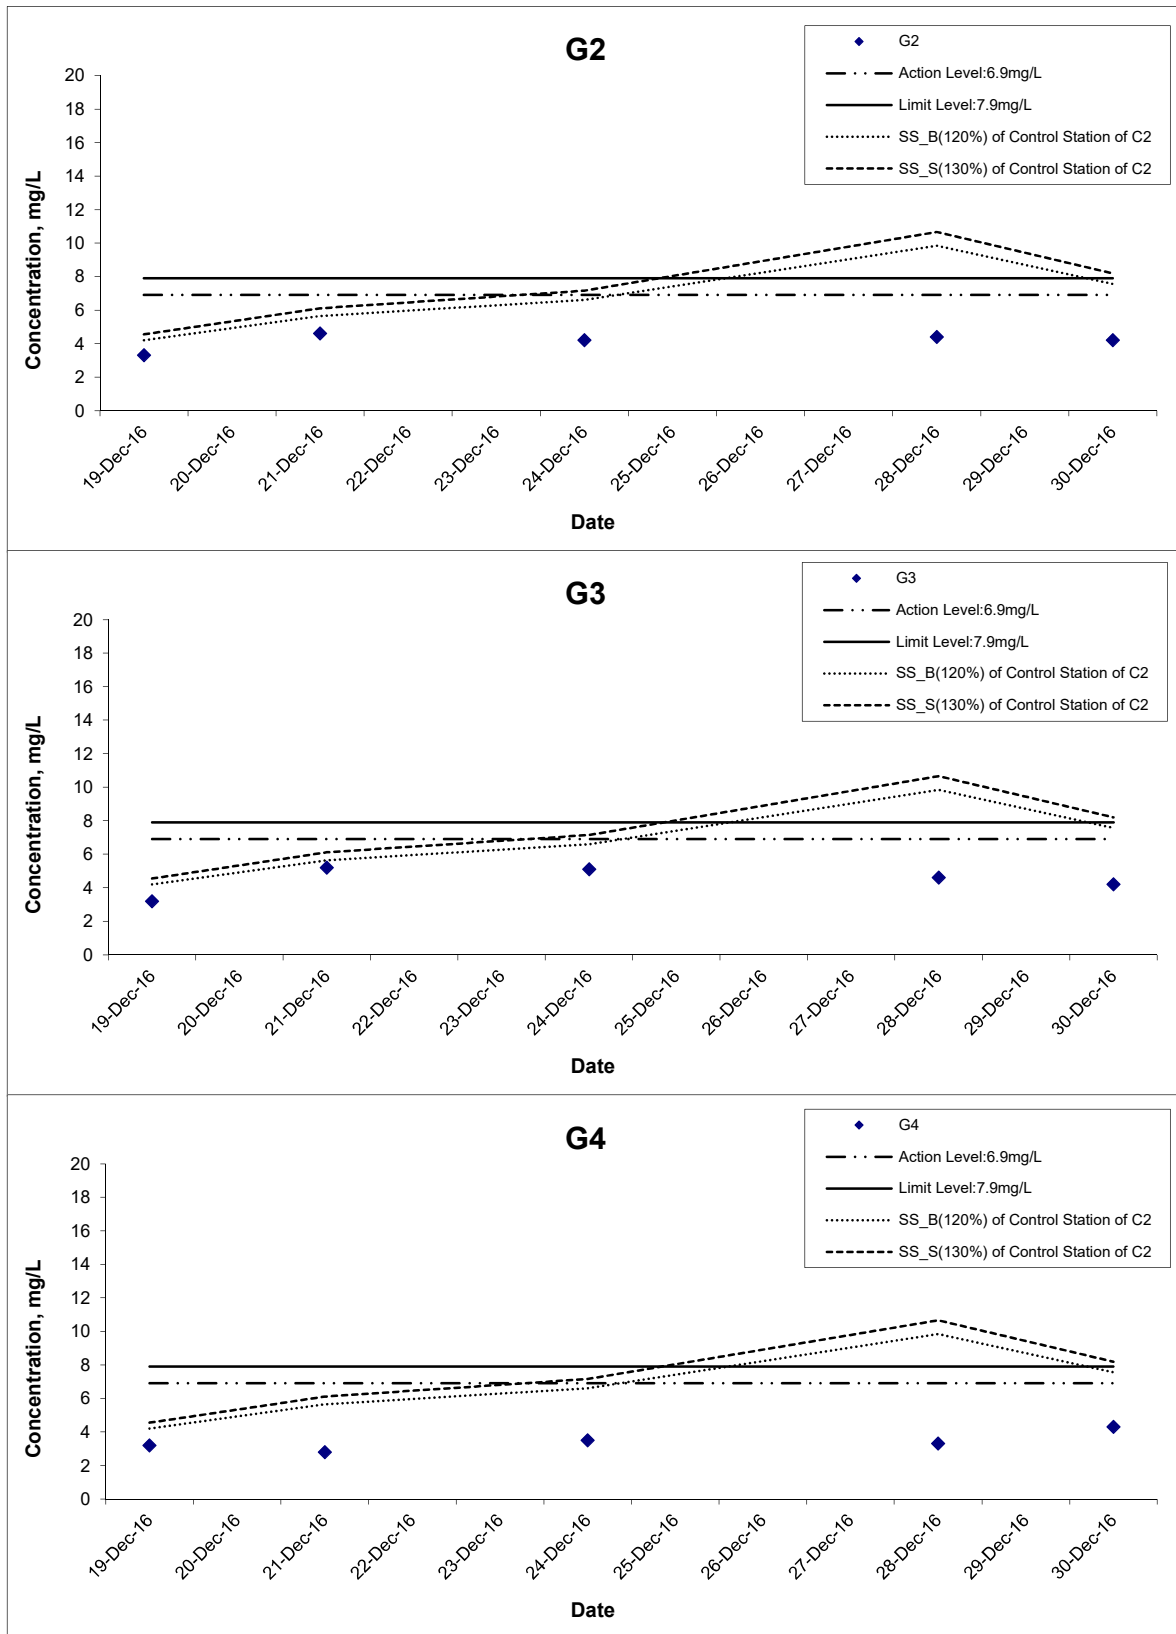 G2
G2
Action Level:6.9mg/L
Limit Level:7.9mg/L
SS_B(120%) of Control Station of C2
SS_S(130%) of Control Station of C2
Concentration, mg/L
20
18
16
14
12
10
8
6
4
2
0
19-Dec-16
20-Dec-16
21-Dec-16
22-Dec-16
23-Dec-16
24-Dec-16
25-Dec-16
26-Dec-16
27-Dec-16
28-Dec-16
29-Dec-16
30-Dec-16
Date
G3
G3
Action Level:6.9mg/L
Limit Level:7.9mg/L
SS_B(120%) of Control Station of C2
SS_S(130%) of Control Station of C2
Concentration, mg/L
20
18
16
14
12
10
8
6
4
2
0
19-Dec-16
20-Dec-16
21-Dec-16
22-Dec-16
23-Dec-16
24-Dec-16
25-Dec-16
26-Dec-16
27-Dec-16
28-Dec-16
29-Dec-16
30-Dec-16
Date
G4
G4
Action Level:6.9mg/L
Limit Level:7.9mg/L
SS_B(120%) of Control Station of C2
SS_S(130%) of Control Station of C2
Concentration, mg/L
20
18
16
14
12
10
8
6
4
2
0
19-Dec-16
20-Dec-16
21-Dec-16
22-Dec-16
23-Dec-16
24-Dec-16
25-Dec-16
26-Dec-16
27-Dec-16
28-Dec-16
29-Dec-16
30-Dec-16
Date